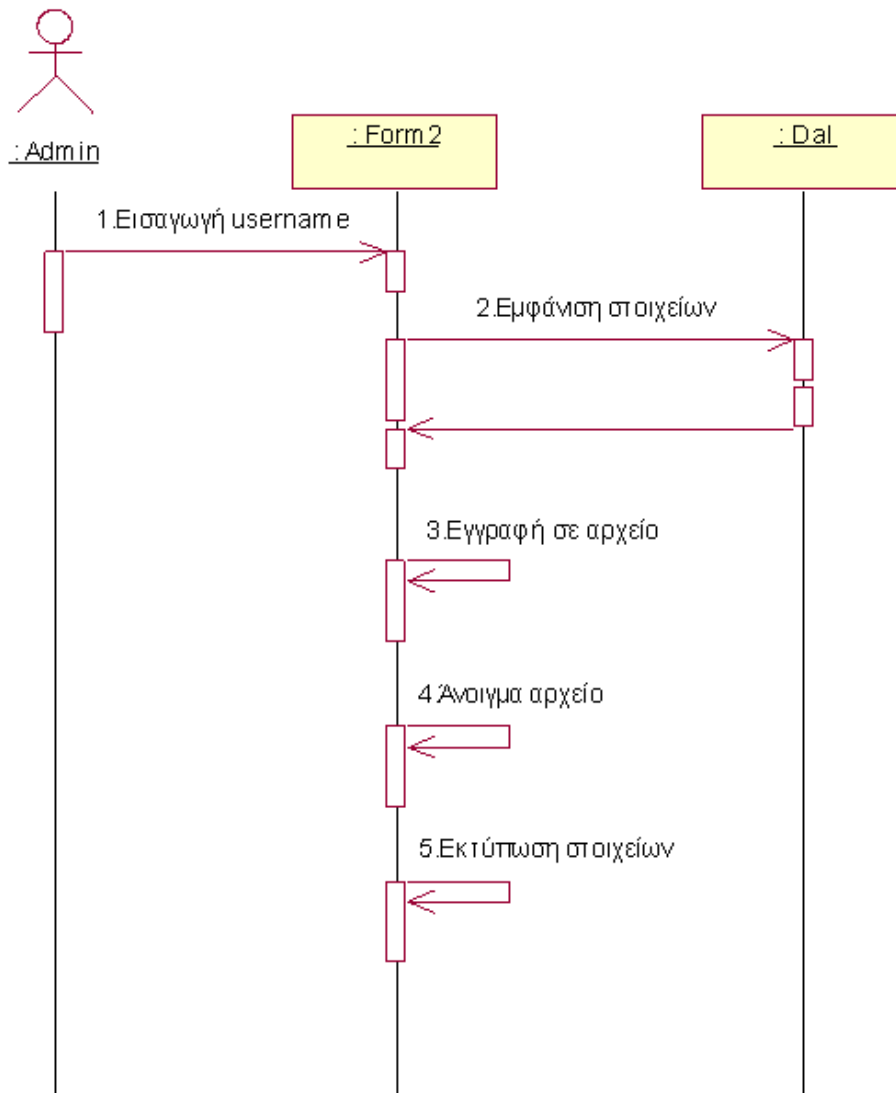 : Admin
: Form2
: Dal
1.Εισαγωγή username
2.Εμφάνιση στοιχείων
3.Εγγραφή σε αρχείο
4.Άνοιγμα αρχείο
5.Εκτύπωση στοιχείων